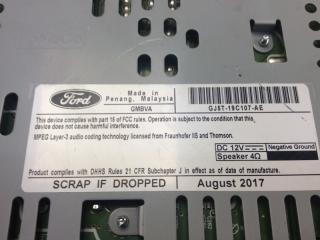 Ford
Made in
Penang, Malaysia
GMBVA
GJ5T-19C107-AE
This device complies with part 15 of FCC rules. Operation is subject to the condition that this
device does not cause harmful interference.
MPEG Layer-3 audio coding technology licensed from Fraunhofer IIS and Thomson.
DC 12V⎓ Negative Ground
Speaker 4Ω
Product complies with DHHS Rules 21 CFR Subchapter J in effect as of date of manufacture.
SCRAP IF DROPPED
August 2017